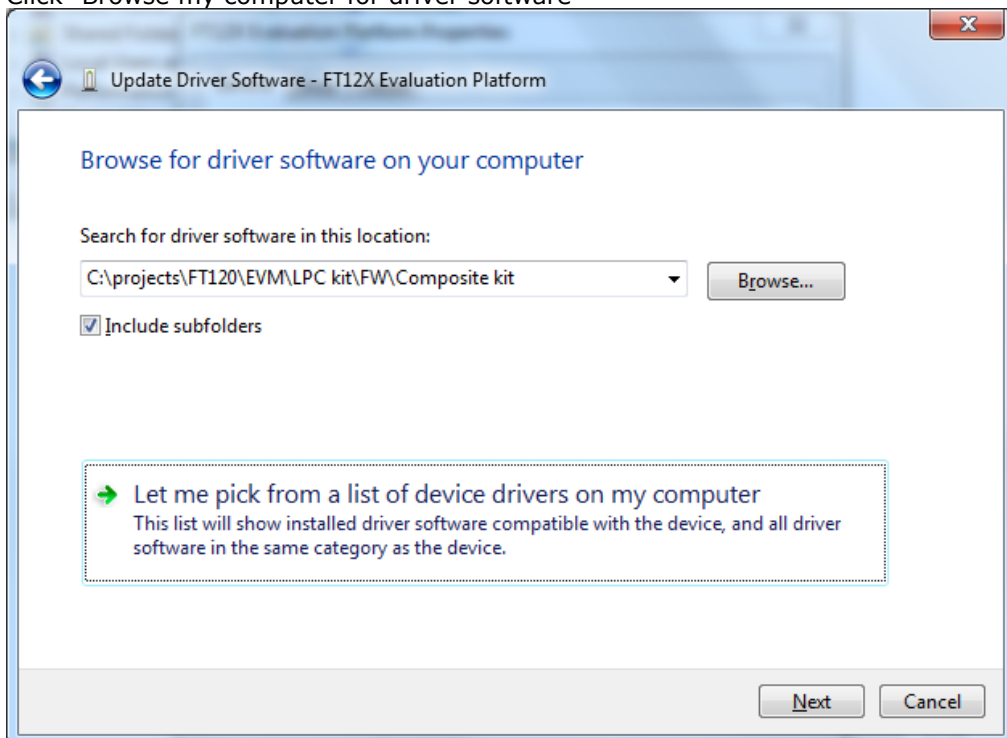 Click "Browse my computer for driver software"
Update Driver Software - FT12X Evaluation Platform
Browse for driver software on your computer
Search for driver software in this location:
C:\projects\FT120\EVM\LPC kit\FW\Composite kit
Browse...
Include subfolders
Let me pick from a list of device drivers on my computer
This list will show installed driver software compatible with the device, and all driver
software in the same category as the device.
Next
Cancel